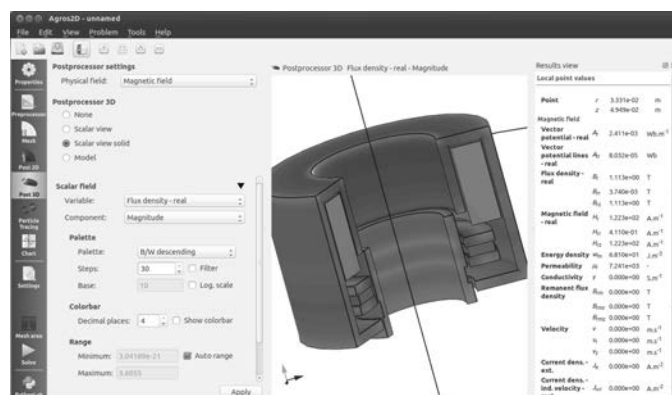 Agros2D - unnamed
File Edit View Problem Tools Help
Properties
Preprocessor
Mesh
Post 2D
Post 3D
Particle
Tracing
Chart
Settings
Mesh area
Solve
Postprocessor settings
Physical field: Magnetic field
Postprocessor 3D
None
Scalar view
Scalar view solid
Model
Scalar field
Variable: Flux density - real
Component: Magnitude
Palette
Palette: B/W descending
Steps: 30 Filter
Base: 10 Log. scale
Colorbar
Decimal places: 4 Show colorbar
Range
Minimum: Auto range
Maximum:
Apply
Postprocessor 3D Flux density - real - Magnitude
Results view
Local point values
Point r 3.331e-02 m
z 4.949e-02 m
Magnetic field
Vector
potential - real 2.411e-03 Wb.m⁻¹
Vector
potential lines
- real 8.032e-05 Wb
Flux density -
real 1.113e+00 T
3.740e-03 T
1.113e+00 T
Magnetic field
- real 1.223e+02 A.m⁻¹
4.110e-01 A.m⁻¹
1.223e+02 A.m⁻¹
Energy density 6.810e+01 J.m⁻³
Permeability 7.241e+03 -
Conductivity γ 0.000e+00 S.m⁻¹
Remanent flux
density 0.000e+00 T
0.000e+00 T
0.000e+00 T
Velocity v 0.000e+00 m.s⁻¹
0.000e+00 m.s⁻¹
0.000e+00 m.s⁻¹
Current dens. -
ext. 0.000e+00 A.m⁻²
Current dens. -
ind. velocity - 0.000e+00 A.m⁻²